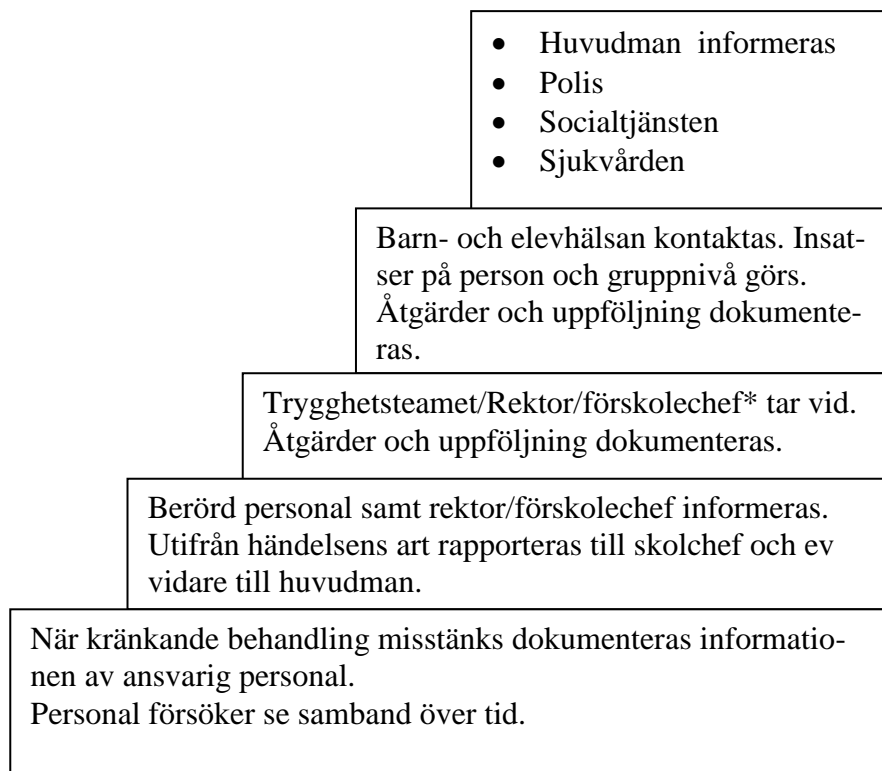 • Huvudman informeras
• Polis
• Socialtjänsten
• Sjukvården
Barn- och elevhälsan kontaktas. Insat-
ser på person och gruppnivå görs.
Åtgärder och uppföljning dokumente-
ras.
Trygghetsteamet/Rektor/förskolechef* tar vid.
Åtgärder och uppföljning dokumenteras.
Berörd personal samt rektor/förskolechef informeras.
Utifrån händelsens art rapporteras till skolchef och ev
vidare till huvudman.
När kränkande behandling misstänks dokumenteras informatio-
nen av ansvarig personal.
Personal försöker se samband över tid.